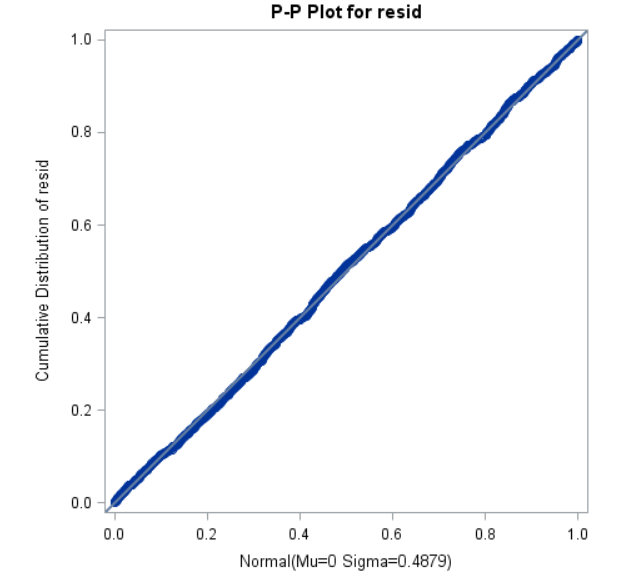 P-P Plot for resid
1.0
0.8
0.6
0.4
0.2
0.0
Cumulative Distribution of resid
0.0 0.2 0.4 0.6 0.8 1.0
Normal(Mu=0 Sigma=0.4879)